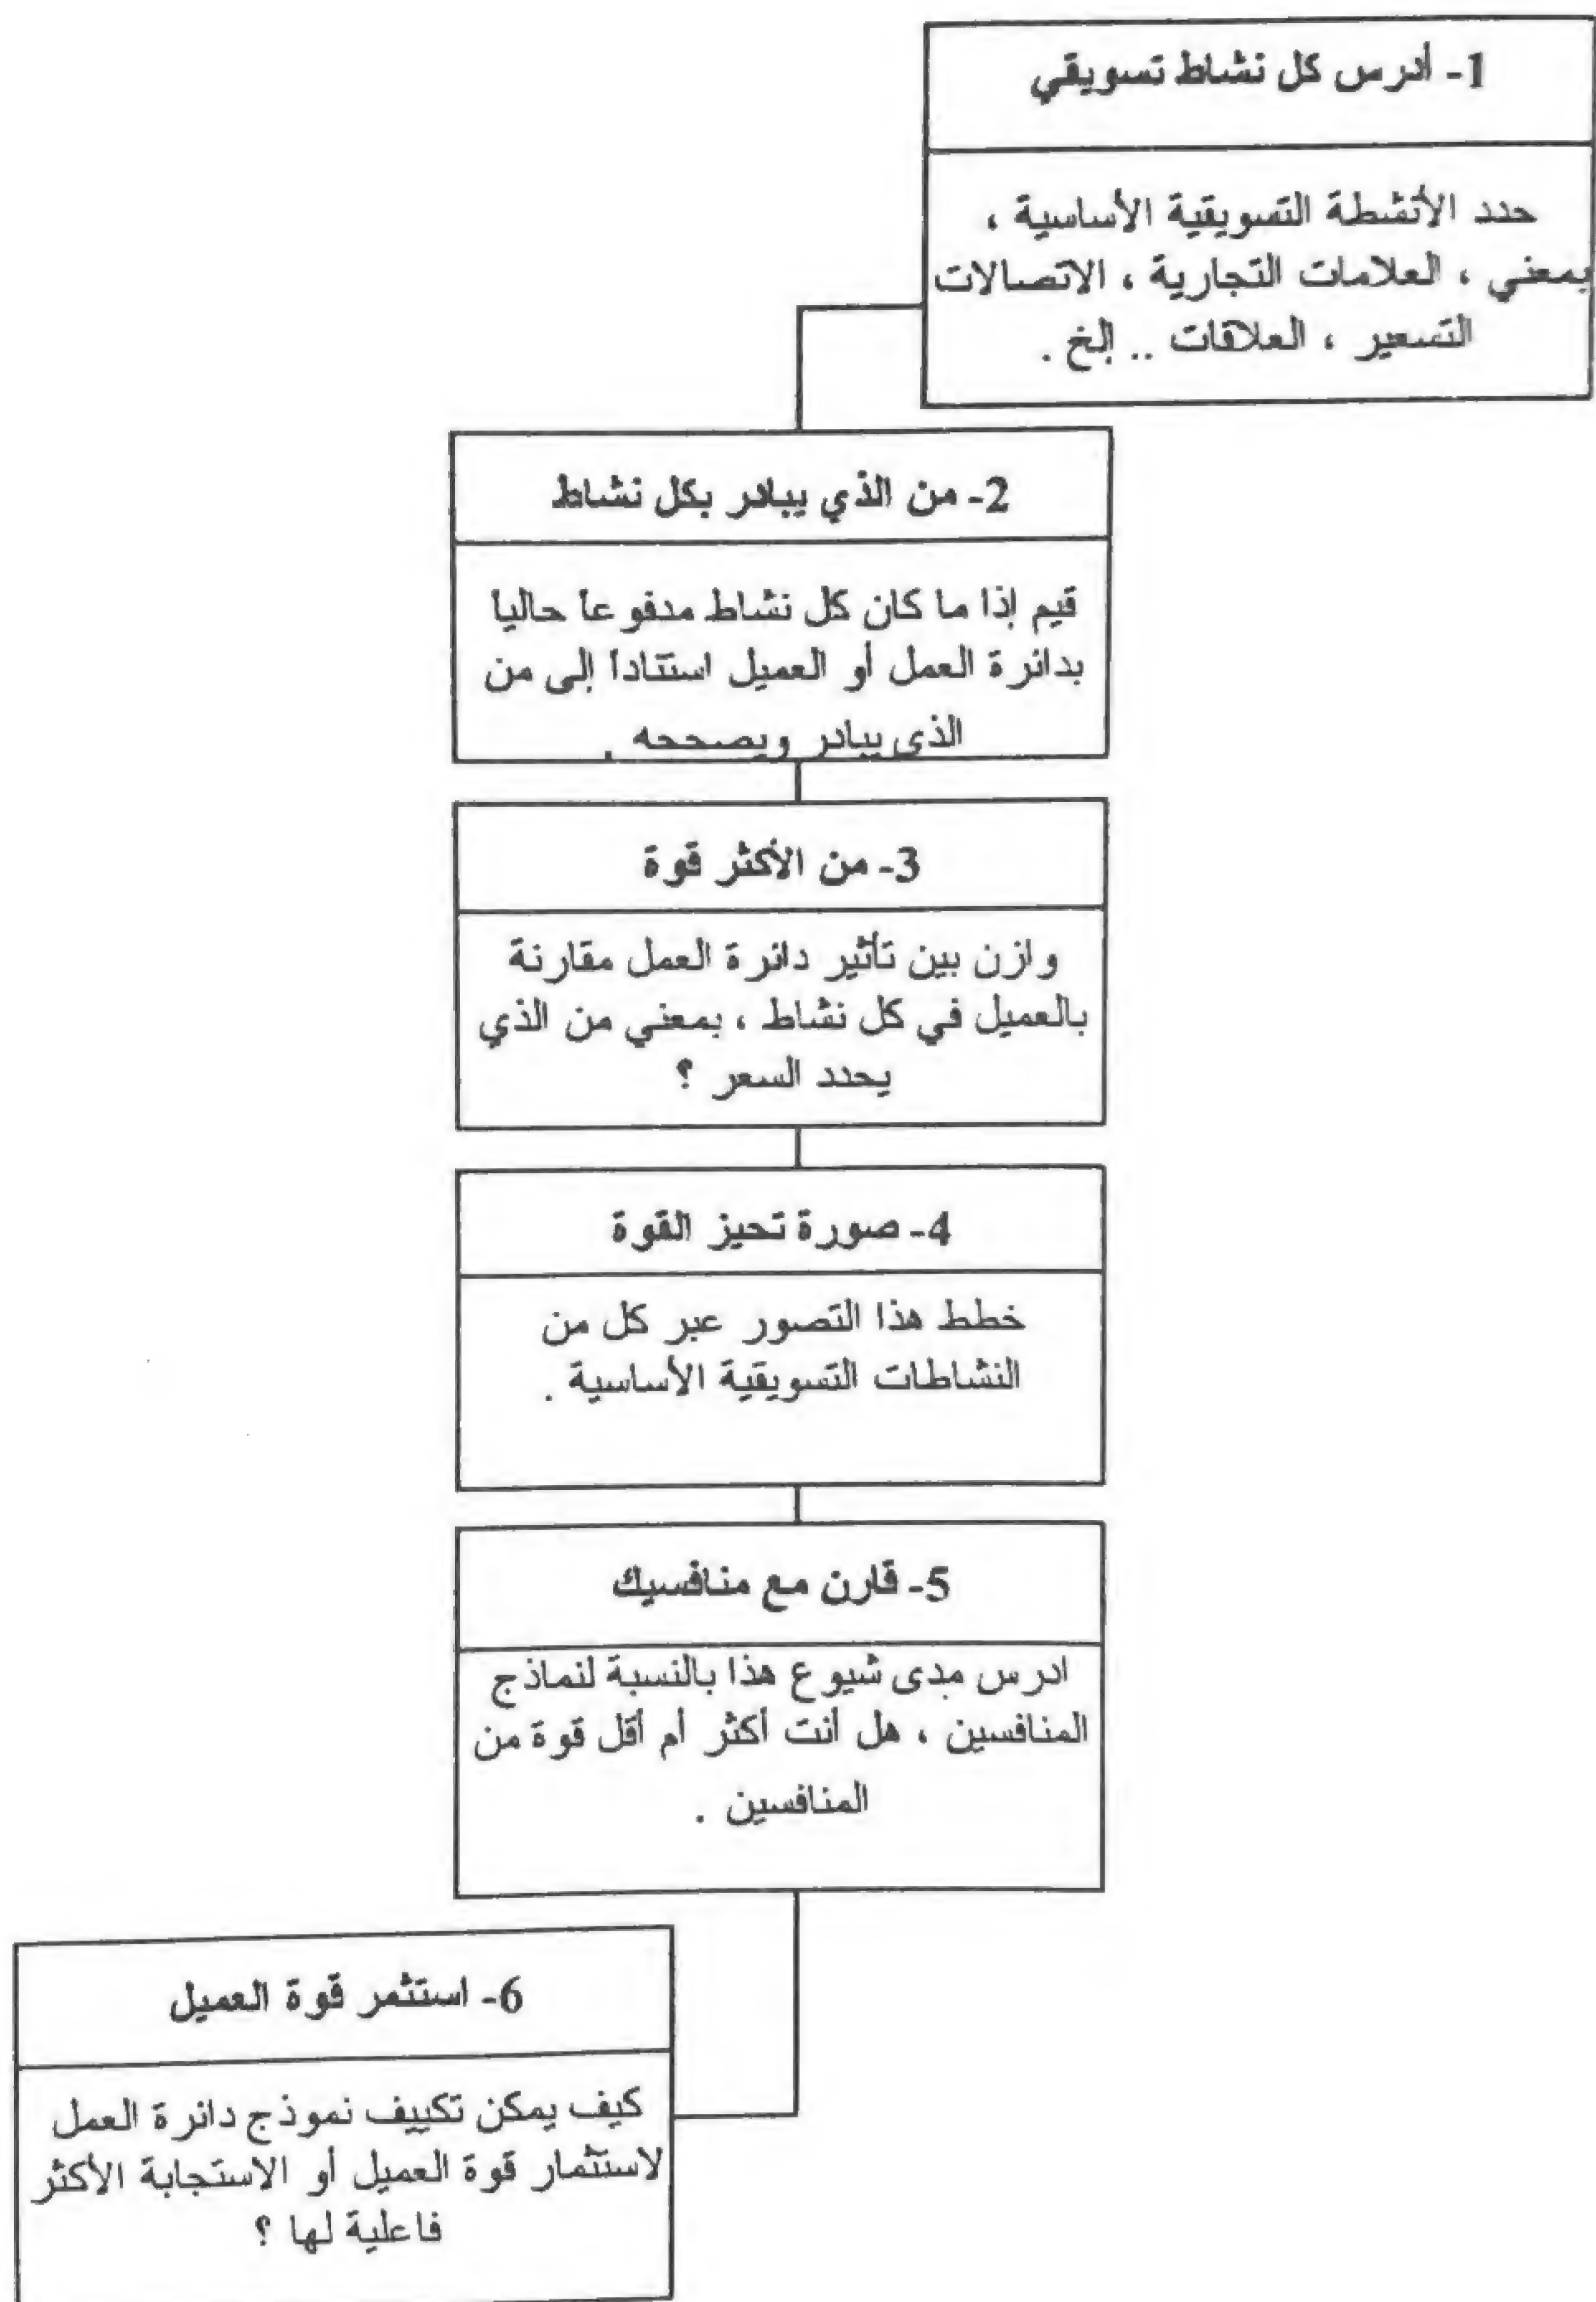 1- أدرس كل نشاط تسويقي
حدد الأنشطة التسويقية الأساسية ،
بمعني ، العلامات التجارية ، الاتصالات
التسعير ، العلاقات .. إلخ .
2- من الذي يبادر بكل نشاط
قيم إذا ما كان كل نشاط مدفوعا حاليا
بدائرة العمل أو العميل استنادا إلى من
الذي يبادر ويصححه .
3- من الأكثر قوة
وازن بين تأثير دائرة العمل مقارنة
بالعميل في كل نشاط ، بمعني من الذي
يحدد السعر ؟
4- صورة تحيز القوة
خطط هذا التصور عبر كل من
النشاطات التسويقية الأساسية .
5- قارن مع منافسيك
ادرس مدى شيوع هذا بالنسبة لنماذج
المنافسين ، هل أنت أكثر أم أقل قوة من
المنافسين .
6- استثمر قوة العميل
كيف يمكن تكييف نموذج دائرة العمل
لاستثمار قوة العميل أو الاستجابة الأكثر
فاعلية لها ؟